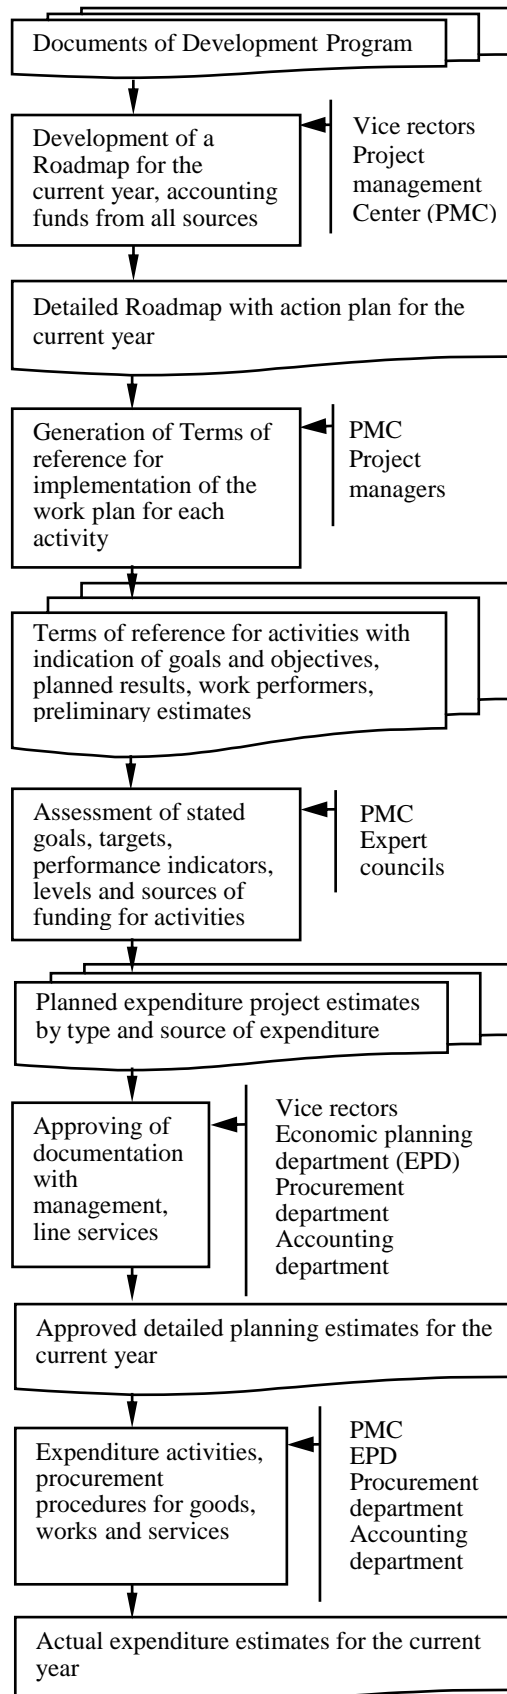 Documents of Development Program
Development of a
Roadmap for the
current year, accounting
funds from all sources
Vice rectors
Project
management
Center (PMC)
Detailed Roadmap with action plan for the
current year
Generation of Terms of
reference for
implementation of the
work plan for each
activity
PMC
Project
managers
Terms of reference for activities with
indication of goals and objectives,
planned results, work performers,
preliminary estimates
Assessment of stated
goals, targets,
performance indicators,
levels and sources of
funding for activities
PMC
Expert
councils
Planned expenditure project estimates
by type and source of expenditure
Approving of
documentation
with
management,
line services
Vice rectors
Economic planning
department (EPD)
Procurement
department
Accounting
department
Approved detailed planning estimates for the
current year
Expenditure activities,
procurement
procedures for goods,
works and services
PMC
EPD
Procurement
department
Accounting
department
Actual expenditure estimates for the current
year